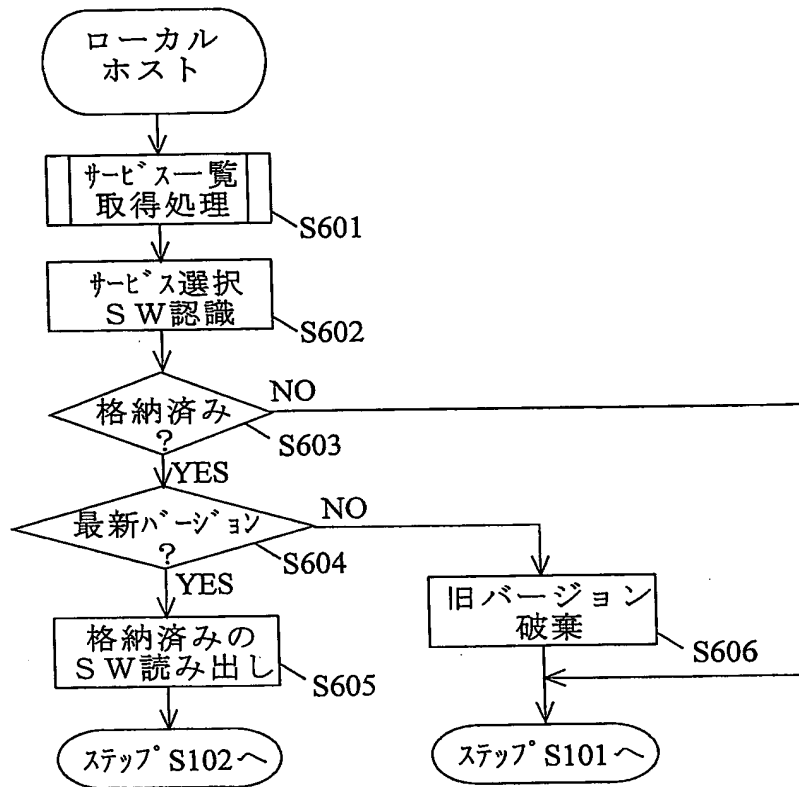 ローカル
ホスト
サービス一覧
取得処理
S601
サービス選択
SW認識
S602
格納済み
?
NO
S603
YES
最新バージョン
?
NO
S604
YES
格納済みの
SW読み出し
S605
旧バージョン
破棄
S606
ステップS102へ
ステップS101へ